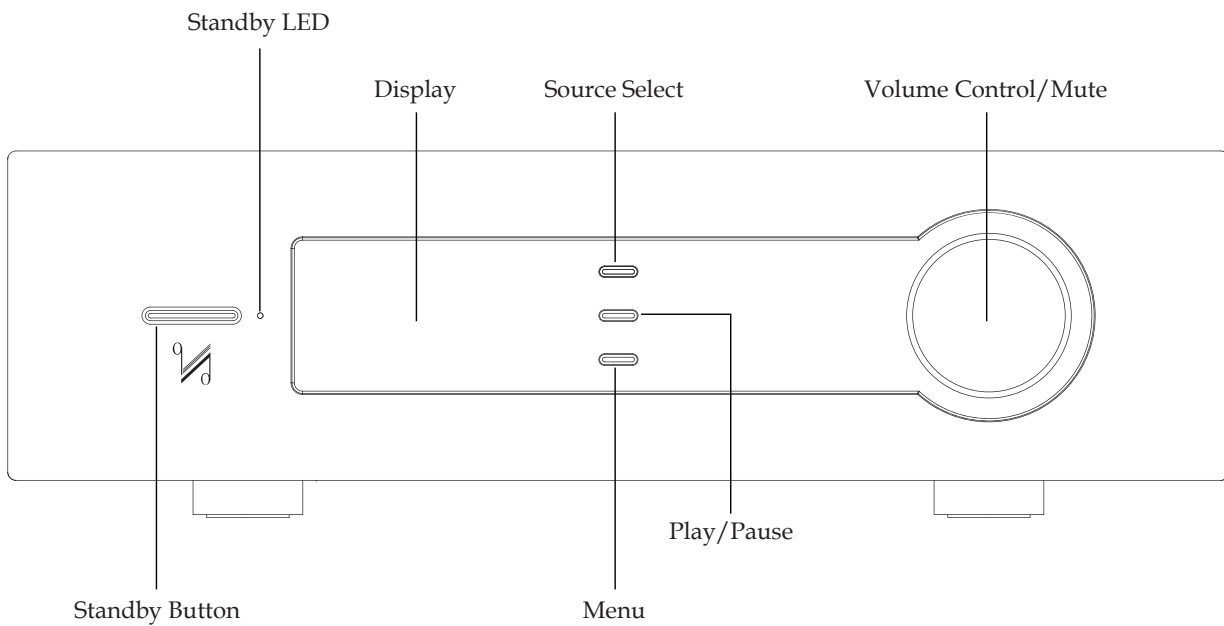 Standby LED
Display
Source Select
Volume Control/Mute
Play/Pause
Standby Button
Menu